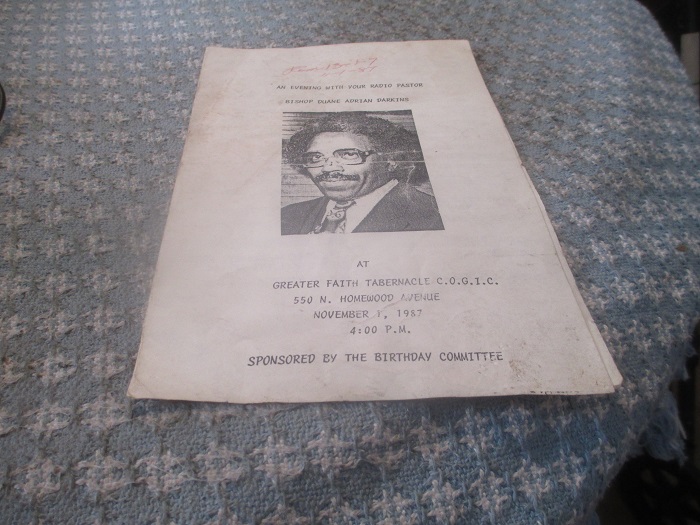 AN EVENING WITH YOUR RADIO PASTOR
BISHOP DUANE ADRIAN DARKINS
AT
GREATER FAITH TABERNACLE C.O.G.I.C.
550 N. HOMEWOOD AVENUE
NOVEMBER 1, 1987
4:00 P.M.
SPONSORED BY THE BIRTHDAY COMMITTEE